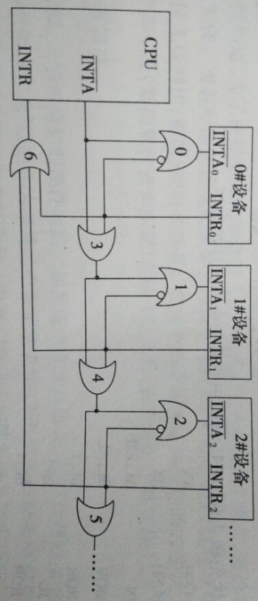 CPU
INTA
INTR
0#设备
INTA0 INTR0
1#设备
INTA1 INTR1
2#设备
INTA2 INTR2
……
0
1
2
3
4
5
6
……